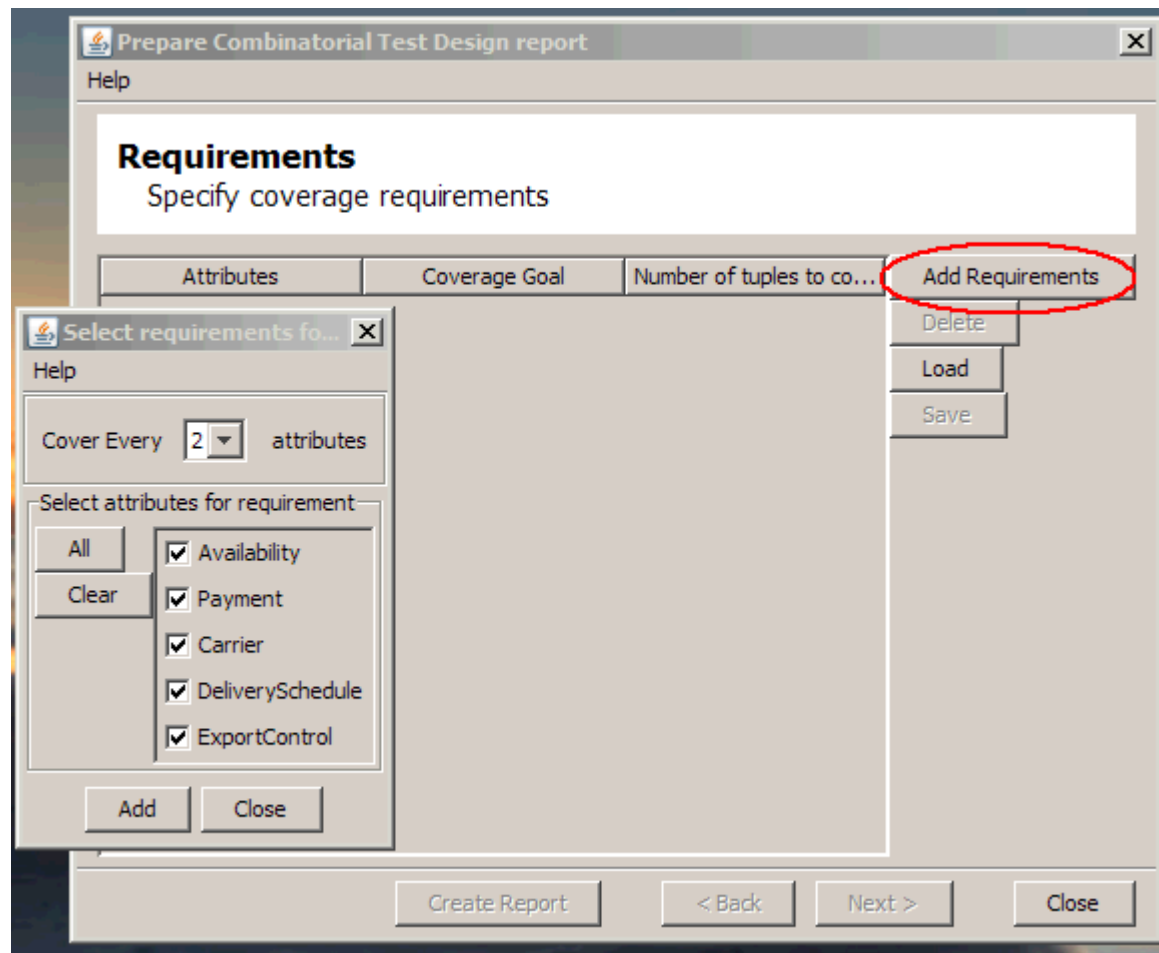 Prepare Combinatorial Test Design report
Help
Requirements
Specify coverage requirements
Attributes Coverage Goal Number of tuples to co... Add Requirements
Delete
Load
Save
Select requirements fo...
Help
Cover Every 2 attributes
Select attributes for requirement
All
Clear
Availability
Payment
Carrier
DeliverySchedule
ExportControl
Add Close
Create Report < Back Next > Close